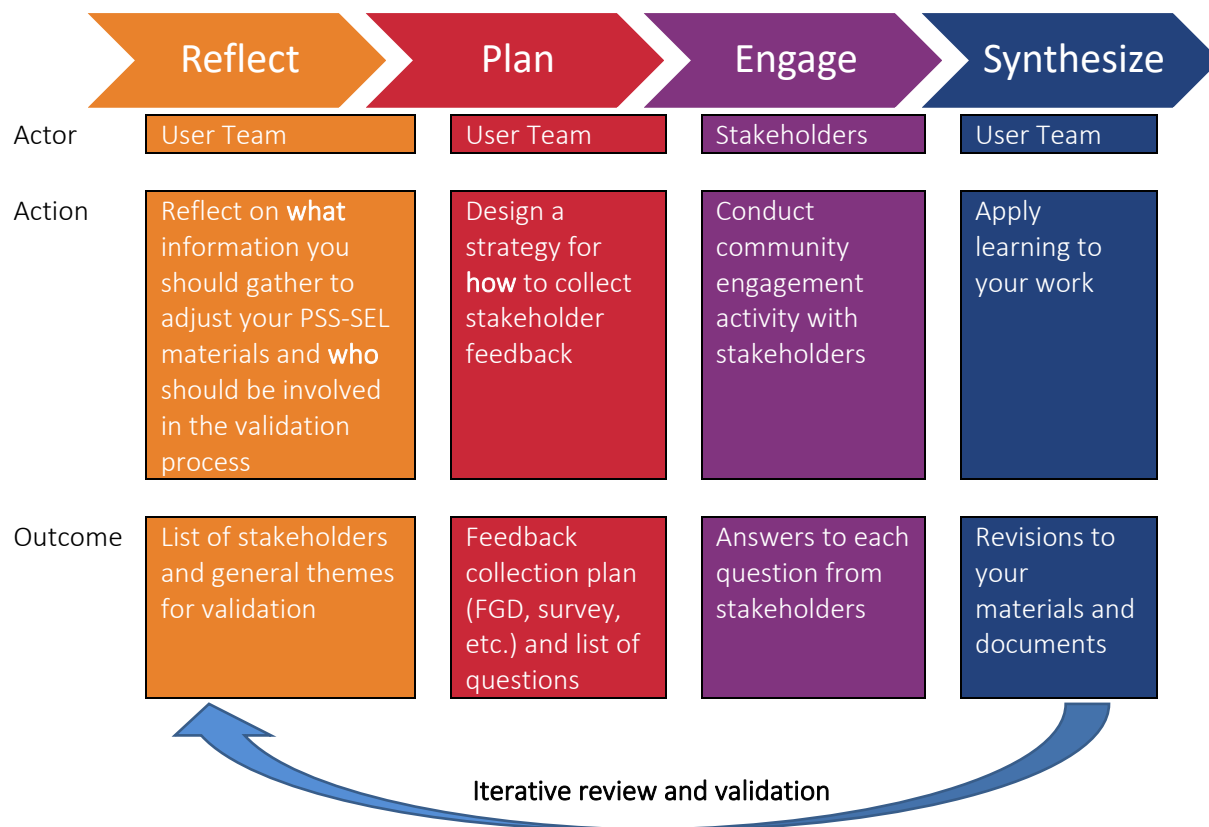 Reflect
Plan
Engage
Synthesize
Actor
User Team
User Team
Stakeholders
User Team
Action
Reflect on what
information you
should gather to
adjust your PSS-SEL
materials and who
should be involved
in the validation
process
Design a
strategy for
how to collect
stakeholder
feedback
Conduct
community
engagement
activity with
stakeholders
Apply
learning to
your work
Outcome
List of stakeholders
and general themes
for validation
Feedback
collection plan
(FGD, survey,
etc.) and list of
questions
Answers to each
question from
stakeholders
Revisions to
your
materials and
documents
Iterative review and validation